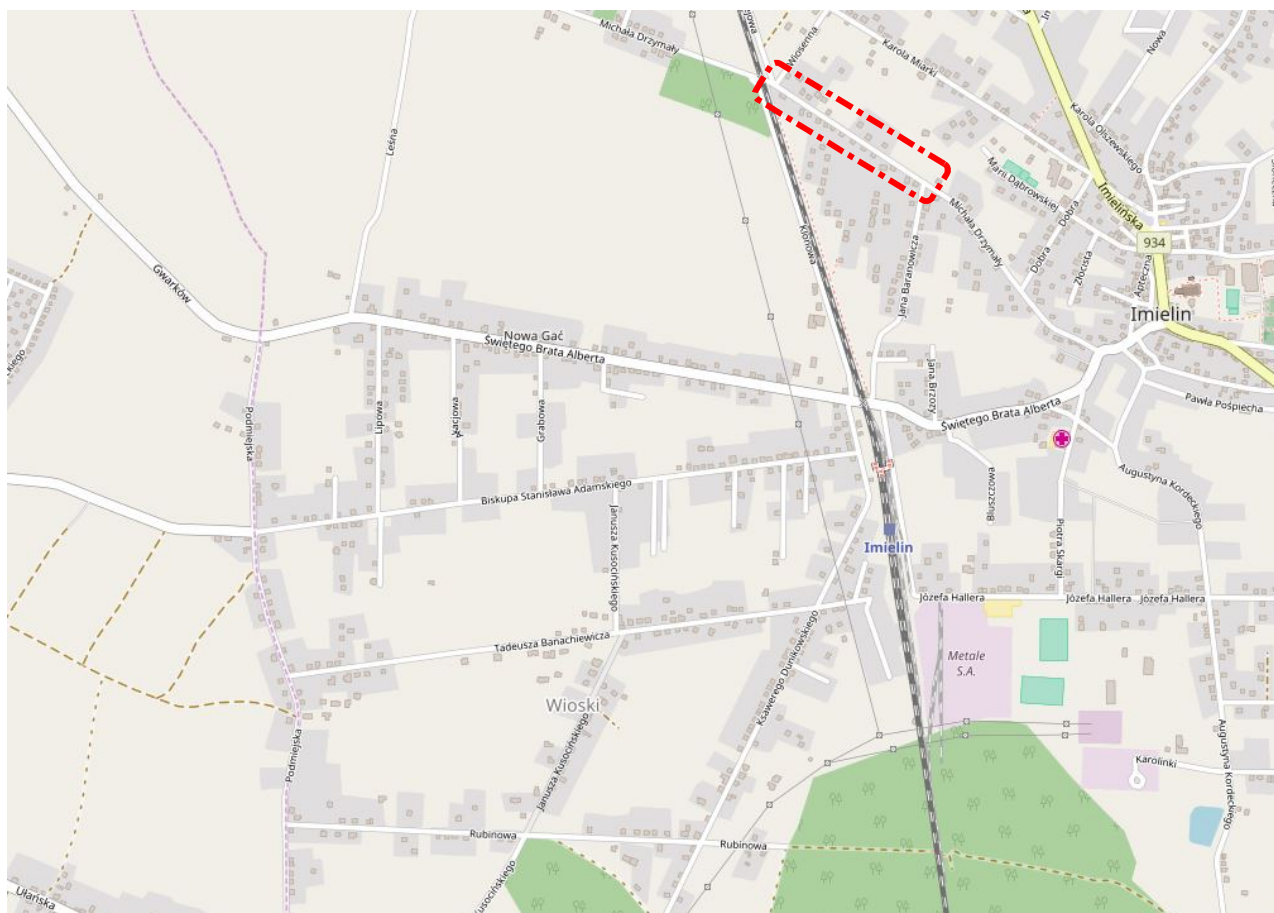 Michała Drzymały
Wiosenna
Karola Miarki
Nowa
Karola Olszewskiego
Leśna
Marii Dąbrowskiej
Imielińska
Dobra
Michała Drzymały
Klonowa
934
Dobra
Złocista
Apteczna
Gwarków
Jana Baranowicza
Imielin
Nowa Gać
Świętego Brata Alberta
Jana Brzozy
Pawła Pośpiecha
Podmiejska
Lipowa
Akacjowa
Grabowa
Świętego Brata Alberta
Augustyna Kordeckiego
Biskupa Stanisława Adamskiego
Bluszczowa
Janusza Kusocińskiego
Piotra Skargi
Imielin
Józefa Hallera
Józefa Hallera
Józefa Hallera
Tadeusza Banachiewicza
Ksawerego Dunikowskiego
Metale
S.A.
Wioski
Podmiejska
Janusza Kusocińskiego
Augustyna Kordeckiego
Karolinki
Rubinowa
Rubinowa
Ułańska